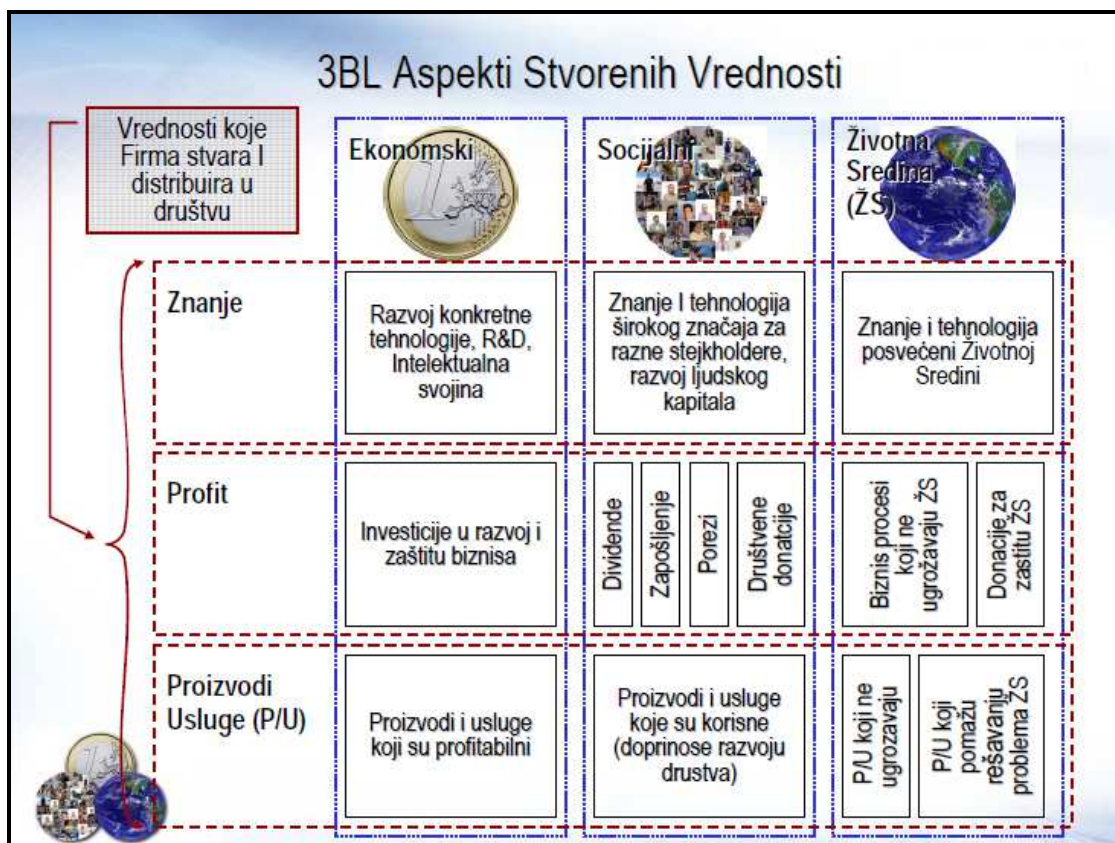 3BL Aspekti Stvorenih Vrednosti
Vrednosti koje
Firma stvara I
distribuira u
društvu
Ekonomski
Socijalni
Životna
Sredina
(ŽS)
Znanje
Razvoj konkretne
tehnologije, R&D,
Intelektualna
svojina
Znanje I tehnologija
širokog značaja za
razne stejkholdere,
razvoj ljudskog
kapitala
Znanje i tehnologija
posvećeni Životnoj
Sredini
Profit
Investicije u razvoj i
zaštitu biznisa
Dividende
Zapošljenje
Porezi
Društvene
donatcije
Biznis procesi
koji ne
ugrožavaju ŽS
Donacije za
zastitu ŽS
Proizvodi
Usluge (P/U)
Proizvodi i usluge
koji su profitabilni
Proizvodi i usluge
koje su korisne
(doprinose razvoju
drustva)
P/U koji ne
ugrozavaju
P/U koji
pomažu
rešavanju
problema ŽS